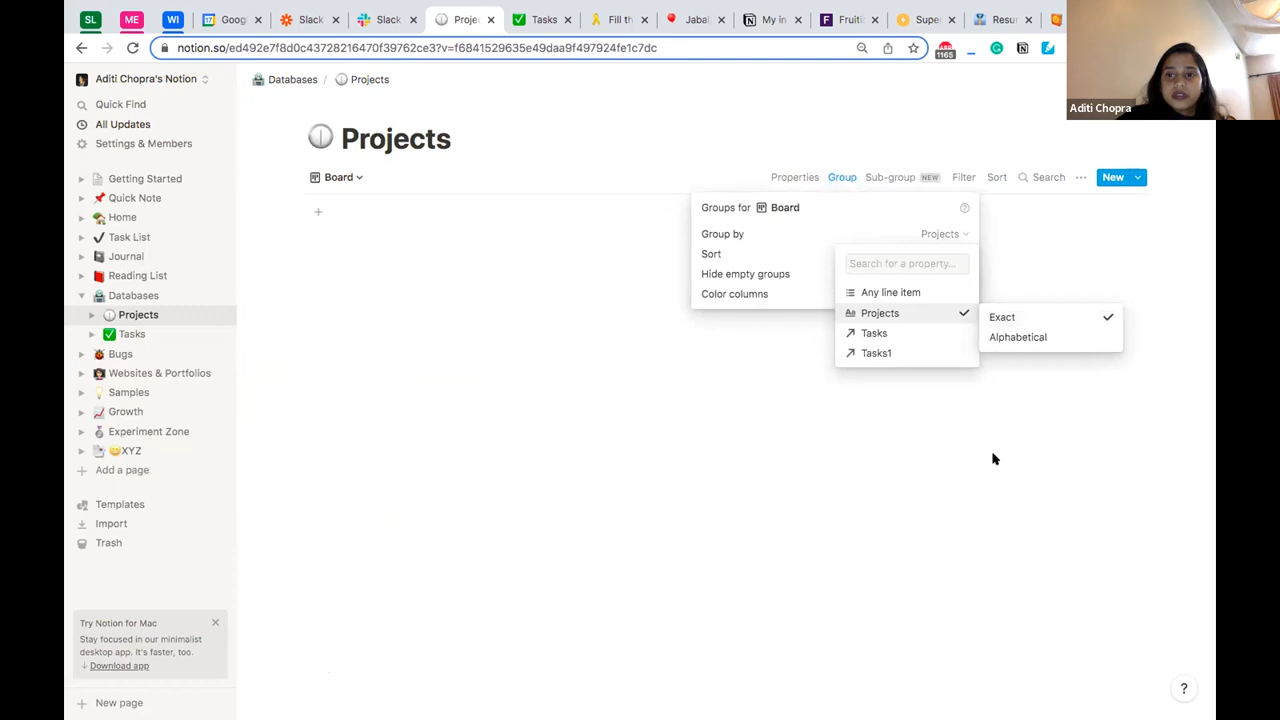 SL ME WI Goog Slack Slack Proje Tasks Fill th Jabal My in Fruiti Supe Resu
notion.so/ed492e7f8d0c43728216470f39762ce3?v=f6841529635e49daa9f497924fe1c7dc
1165
Aditi Chopra
Aditi Chopra's Notion
Databases / Projects
Quick Find
All Updates
Settings & Members
Projects
Board
Properties Group Sub-group NEW Filter Sort Search New
Getting Started
Quick Note
Home
Task List
Journal
Reading List
Databases
Projects
Tasks
Bugs
Websites & Portfolios
Samples
Growth
Experiment Zone
XYZ
Add a page
Templates
Import
Trash
Groups for Board
Group by Projects
Sort
Hide empty groups
Color columns
Search for a property...
Any line item
Projects
Tasks
Tasks1
Exact
Alphabetical
Try Notion for Mac
Stay focused in our minimalist
desktop app. It's faster, too.
Download app
New page
?